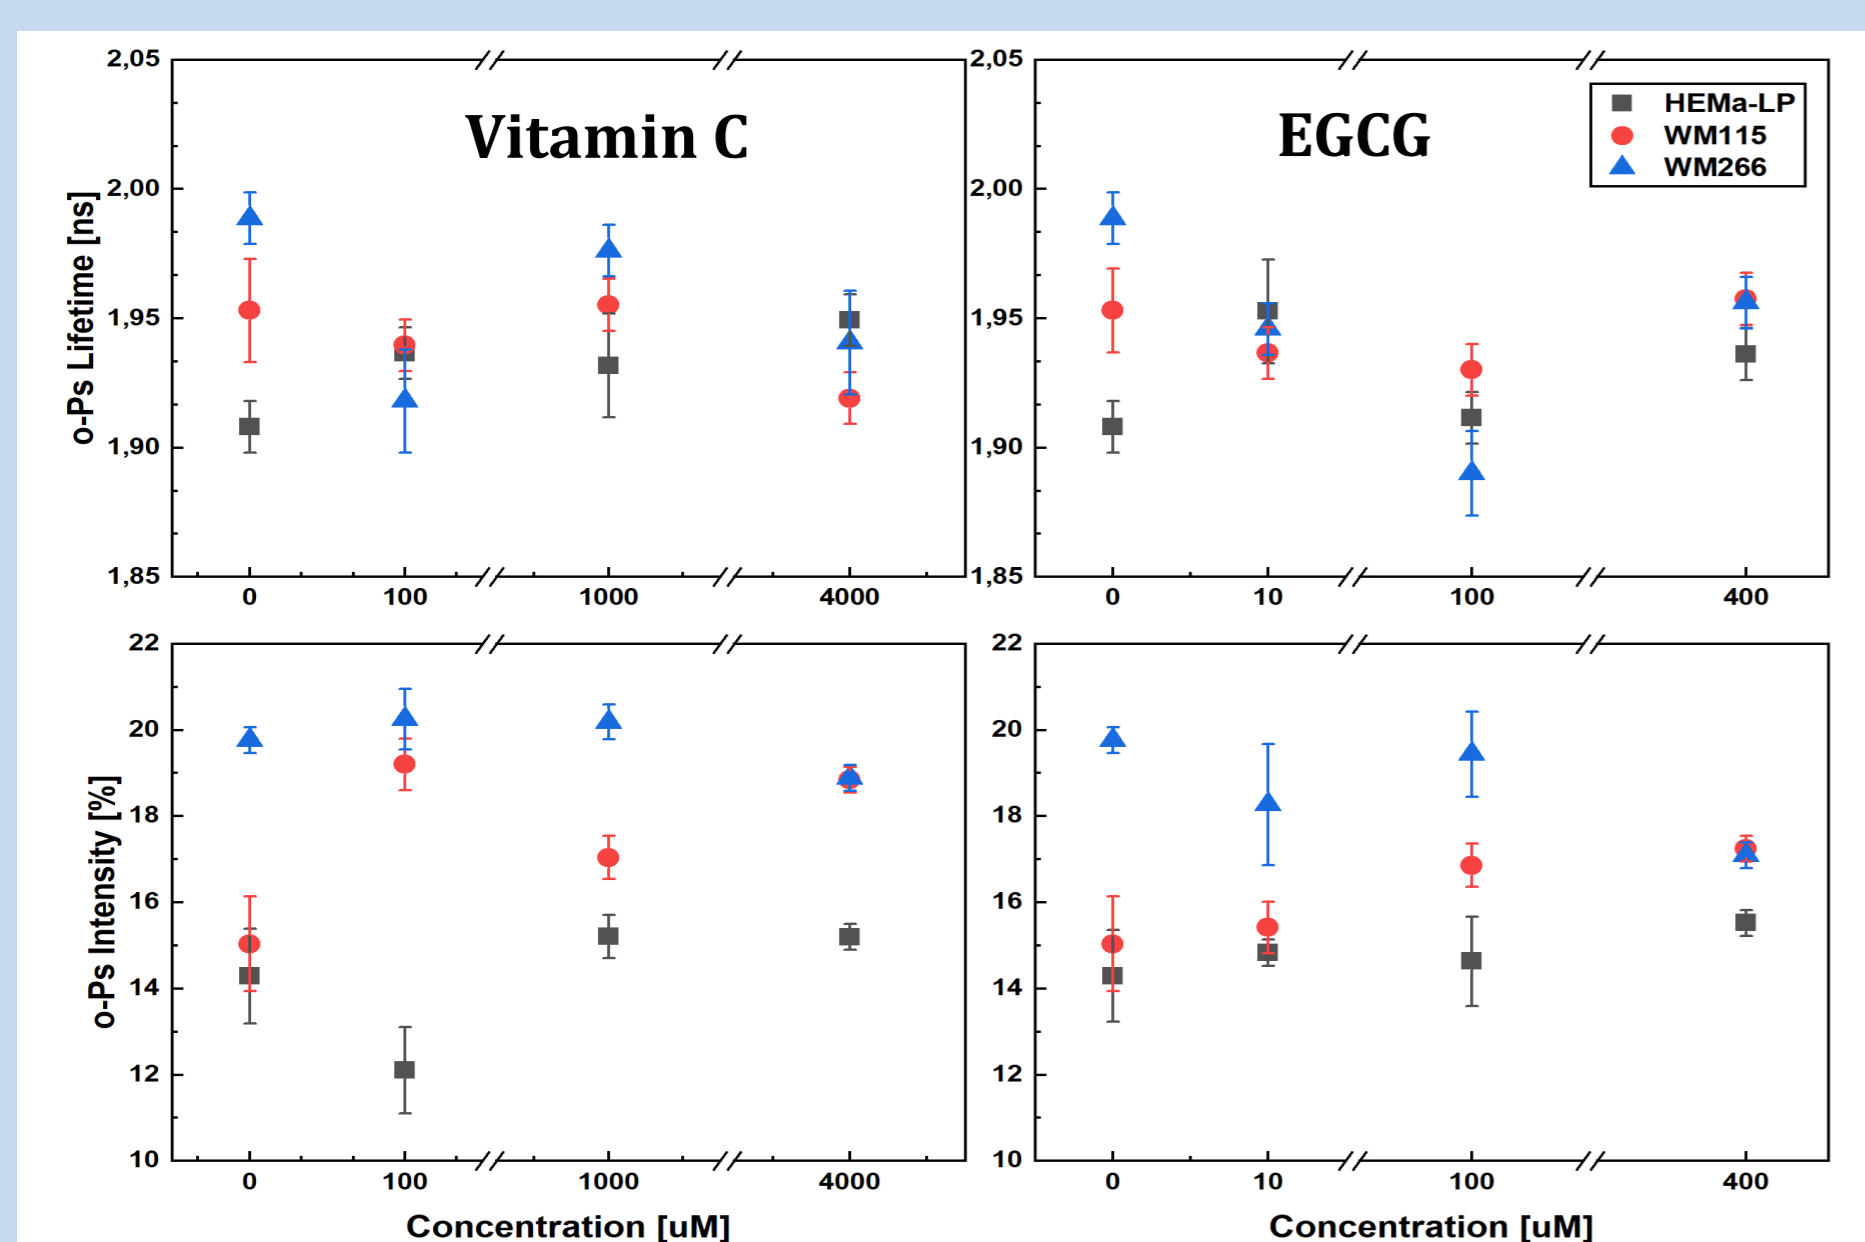 Vitamin C
o-Ps Lifetime [ns]
2,05
2,00
1,95
1,90
1,85
0 100 1000 4000
EGCG
HEMa-LP
WM115
WM266
2,05
2,00
1,95
1,90
1,85
0 10 100 400
o-Ps Intensity [%]
22
20
18
16
14
12
10
0 100 1000 4000
Concentration [uM]
22
20
18
16
14
12
10
0 10 100 400
Concentration [uM]